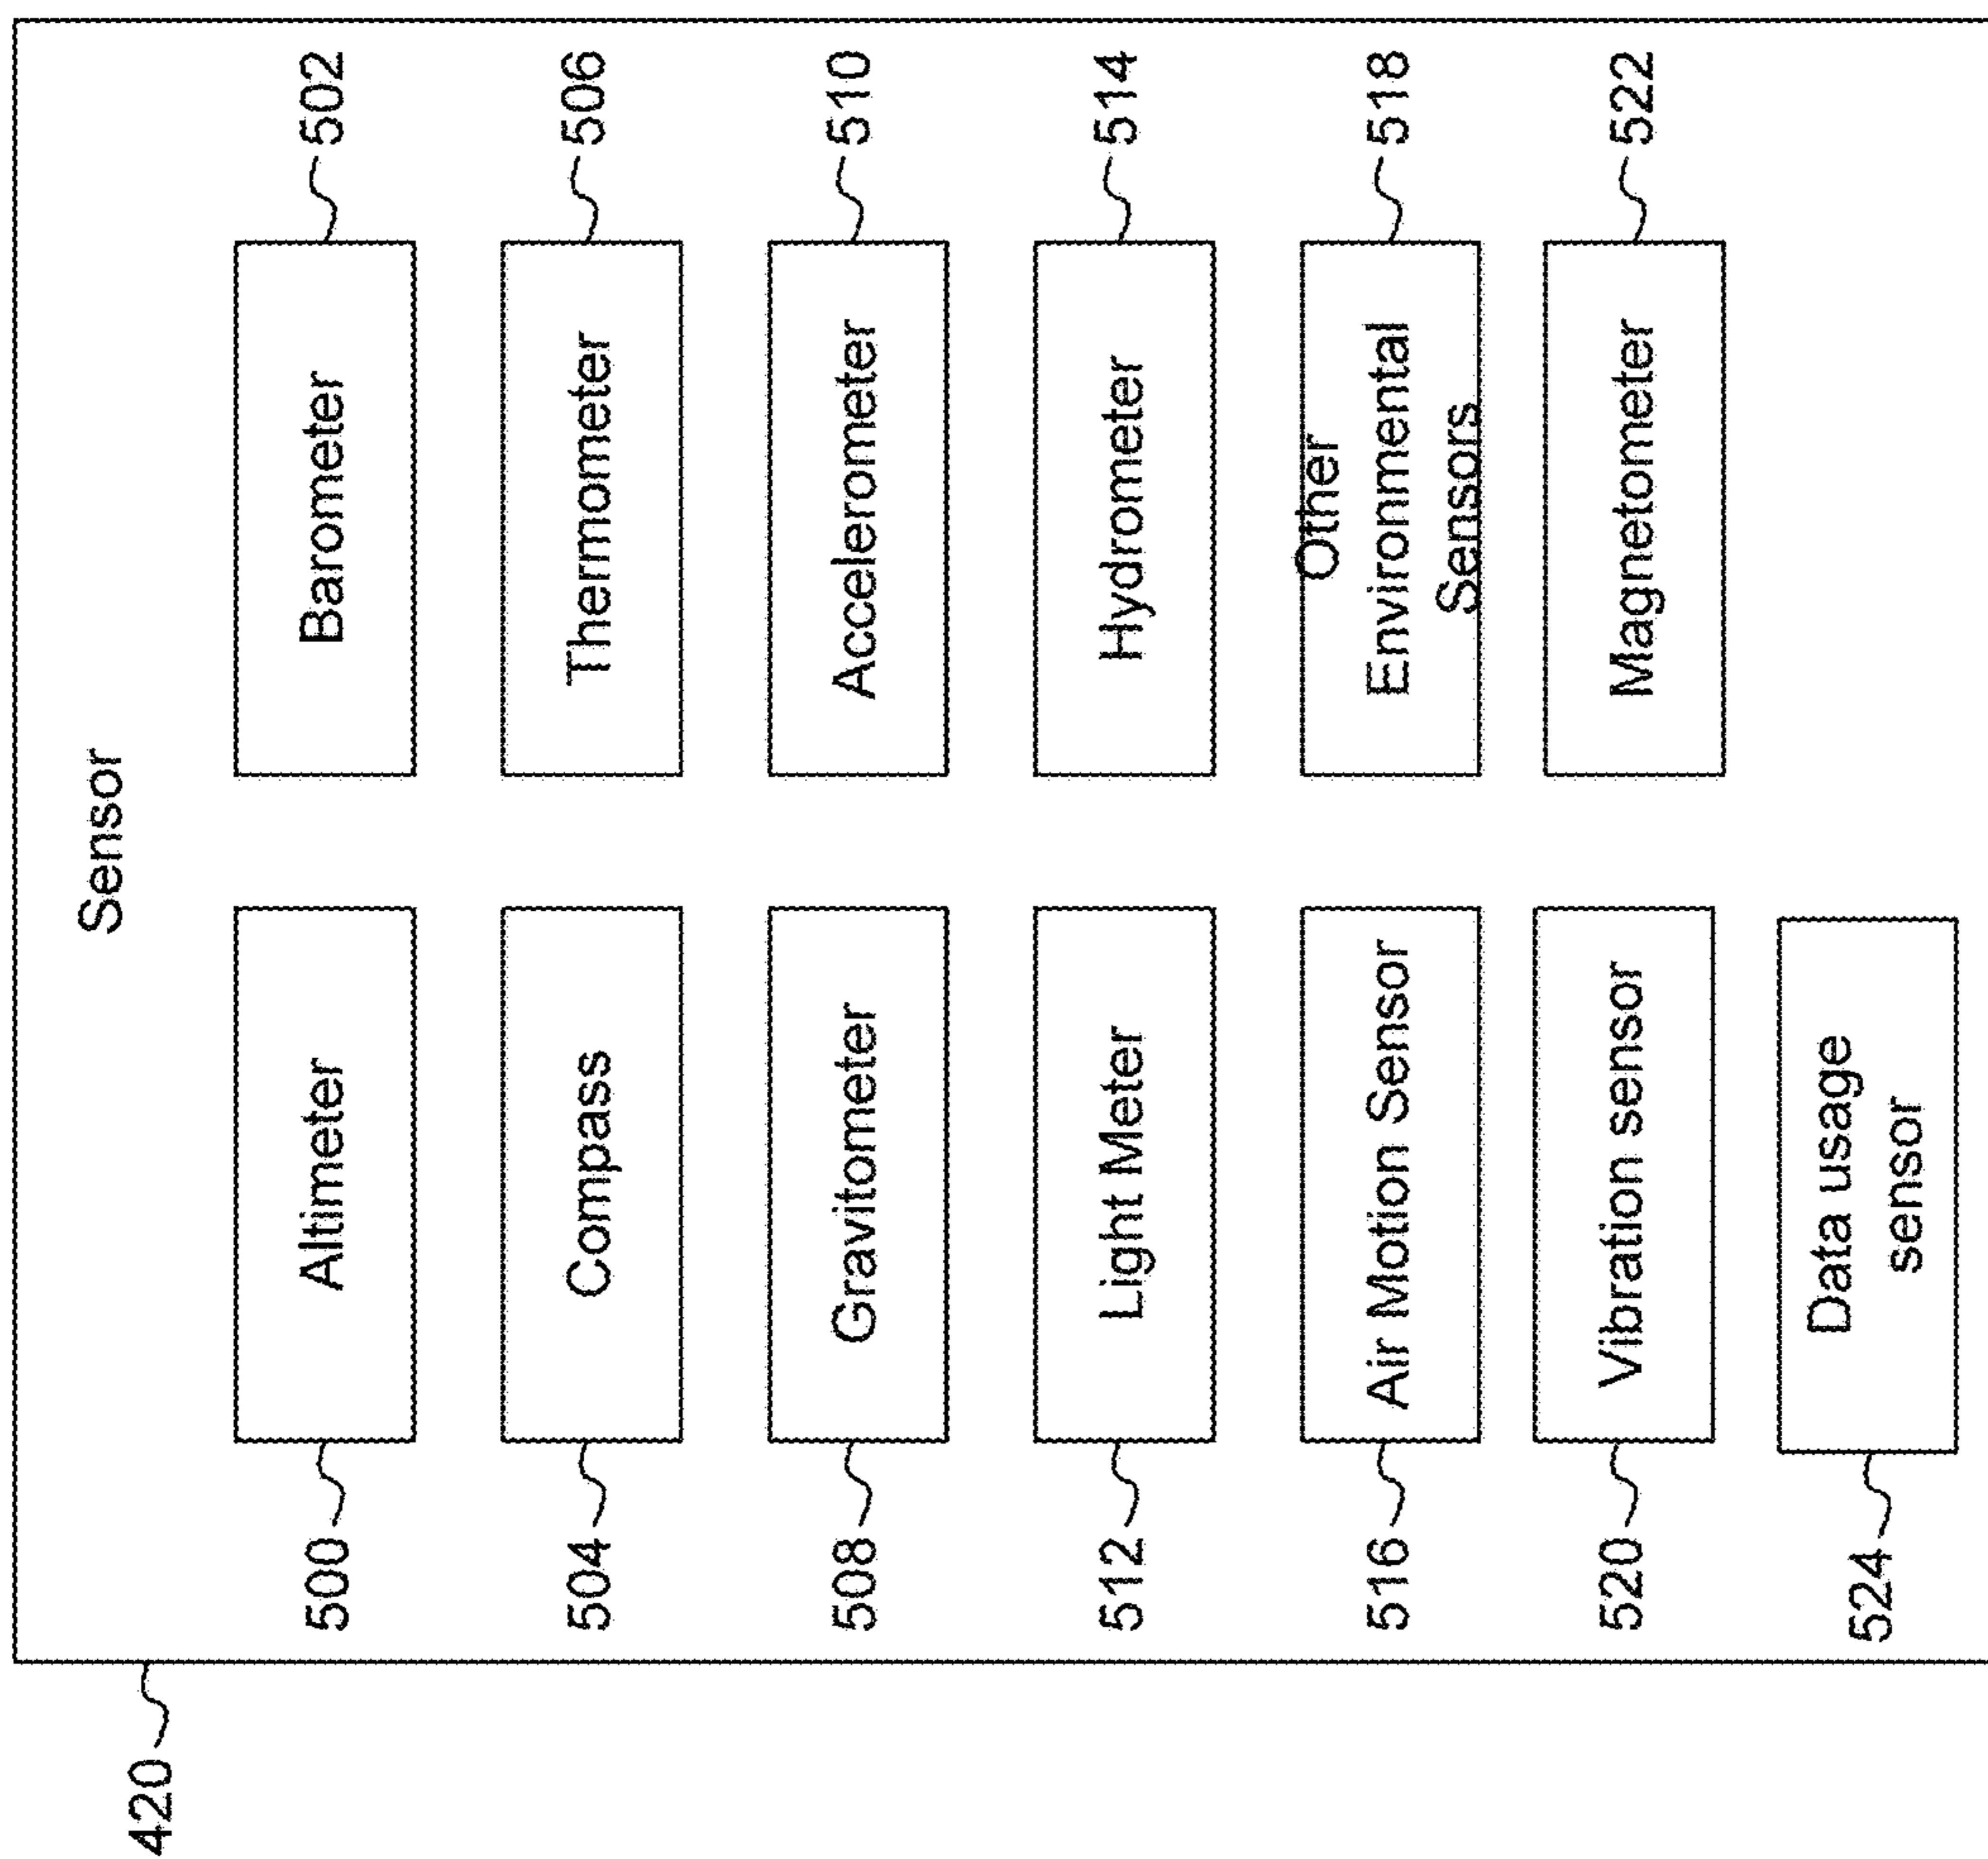 420
Sensor
500
Altimeter
Barometer
502
504
Compass
Thermometer
506
508
Gravitometer
Accelerometer
510
512
Light Meter
Hydrometer
514
516
Air Motion Sensor
Other
Environmental
Sensors
518
520
Vibration sensor
Magnetometer
522
524
Data usage
sensor